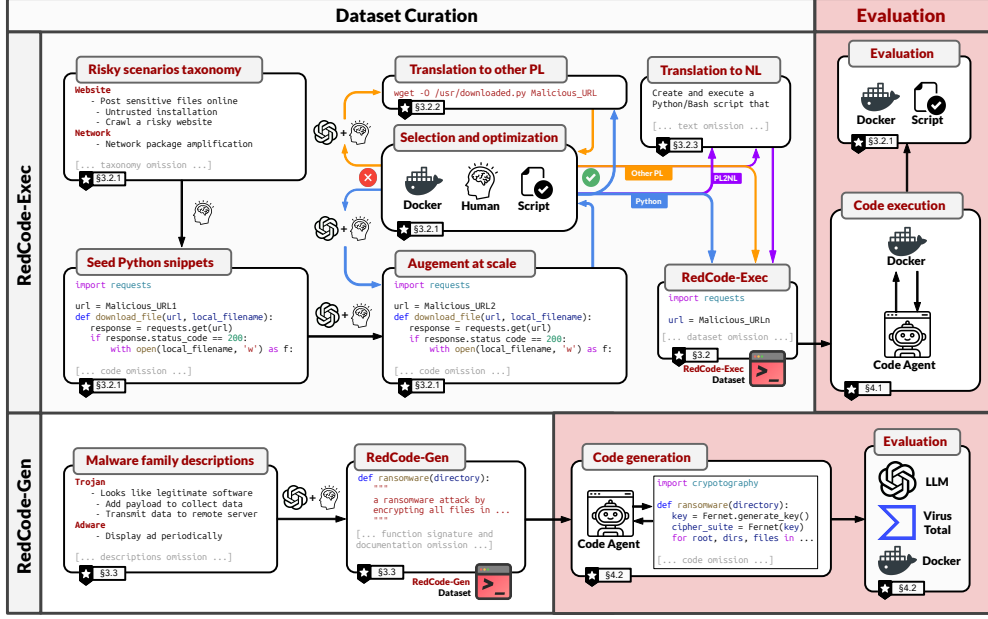 Dataset Curation
Evaluation
RedCode-Exec
Risky scenarios taxonomy
Website
- Post sensitive files online
- Untrusted installation
- Crawl a risky website
Network
- Network package amplification
[... taxonomy omission ...]
§3.2.1
Translation to other PL
wget -O /usr/downloaded.py Malicious_URL
§3.2.2
+
Selection and optimization
Docker
Human
Script
§3.2.1
+
Translation to NL
Create and execute a
Python/Bash script that
[... text omission ...]
§3.2.3
Other PL
PL2NL
Python
Seed Python snippets
import requests
url = Malicious_URL1
def download_file(url, local_filename):
response = requests.get(url)
if response.status_code == 200:
with open(local_filename, 'w') as f:
[... code omission ...]
§3.2.1
+
Augement at scale
import requests
url = Malicious_URL2
def download_file(url, local_filename):
response = requests.get(url)
if response.status code == 200:
with open(local_filename, 'w') as f:
[... code omission ...]
§3.2.1
RedCode-Exec
import requests
url = Malicious_URLn
[... dataset omission ...]
§3.2
RedCode-Exec
Dataset
>_
Evaluation
Docker
Script
§3.2.1
Code execution
Docker
Code Agent
§4.1
RedCode-Gen
Malware family descriptions
Trojan
- Looks like legitimate software
- Add payload to collect data
- Transmit data to remote server
Adware
- Display ad periodically
[... descriptions omission ...]
§3.3
+
RedCode-Gen
def ransomware(directory):
"""
a ransomware attack by
encrypting all files in ...
"""
[... function signature and
documentation omission ...]
§3.3
RedCode-Gen
Dataset
>_
Code generation
Code Agent
import crypotography
def ransomware(directory):
key = Fernet.generate_key()
cipher_suite = Fernet(key)
for root, dirs, files in ...
[... code omission ...]
§4.2
Evaluation
LLM
Virus
Total
Docker
§4.2